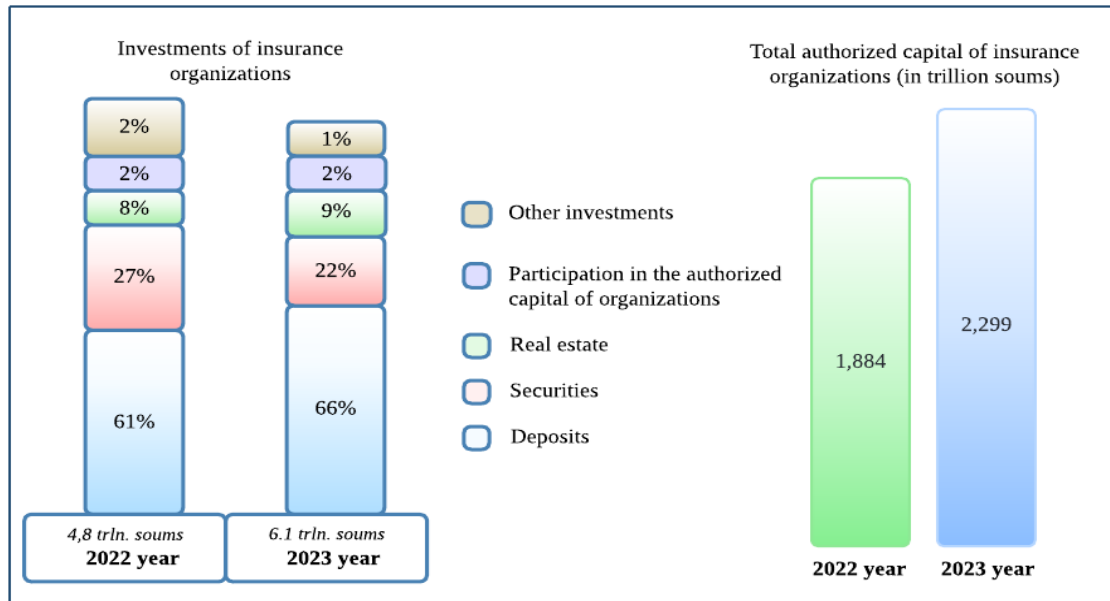 Investments of insurance
organizations
2%
2%
8%
27%
61%
4,8 trln. soums
2022 year
1%
2%
9%
22%
66%
6.1 trln. soums
2023 year
Other investments
Participation in the authorized
capital of organizations
Real estate
Securities
Deposits
Total authorized capital of insurance
organizations (in trillion soums)
1,884
2,299
2022 year
2023 year